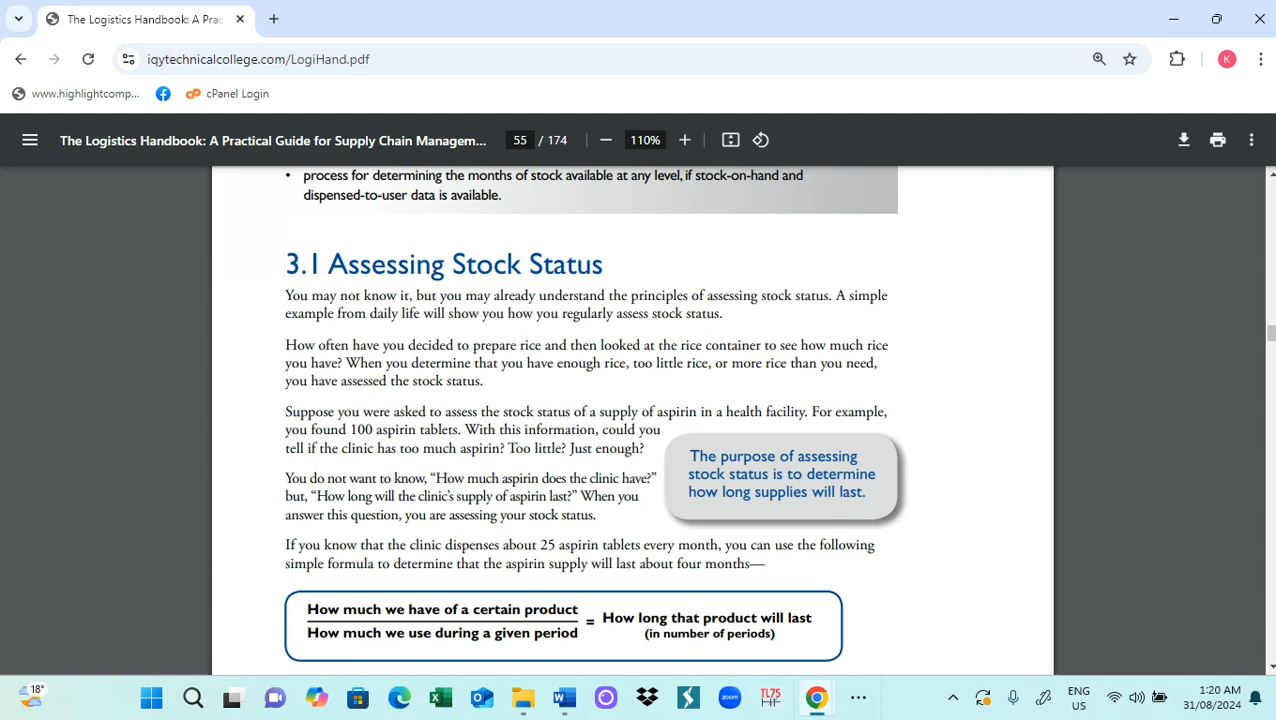 The Logistics Handbook: A Prac
iqytechnicalcollege.com/LogiHand.pdf
K
www.highlightcomp...
cPanel Login
The Logistics Handbook: A Practical Guide for Supply Chain Managem...
55 / 174
110%
• process for determining the months of stock available at any level, if stock-on-hand and
dispensed-to-user data is available.
3.1 Assessing Stock Status
You may not know it, but you may already understand the principles of assessing stock status. A simple
example from daily life will show you how you regularly assess stock status.
How often have you decided to prepare rice and then looked at the rice container to see how much rice
you have? When you determine that you have enough rice, too little rice, or more rice than you need,
you have assessed the stock status.
Suppose you were asked to assess the stock status of a supply of aspirin in a health facility. For example,
you found 100 aspirin tablets. With this information, could you
tell if the clinic has too much aspirin? Too little? Just enough?
You do not want to know, “How much aspirin does the clinic have?”
but, “How long will the clinic’s supply of aspirin last?” When you
answer this question, you are assessing your stock status.
The purpose of assessing
stock status is to determine
how long supplies will last.
If you know that the clinic dispenses about 25 aspirin tablets every month, you can use the following
simple formula to determine that the aspirin supply will last about four months—
How much we have of a certain product
How much we use during a given period
=
How long that product will last
(in number of periods)
18°
zoom
TL75
ENG
US
1:20 AM
31/08/2024